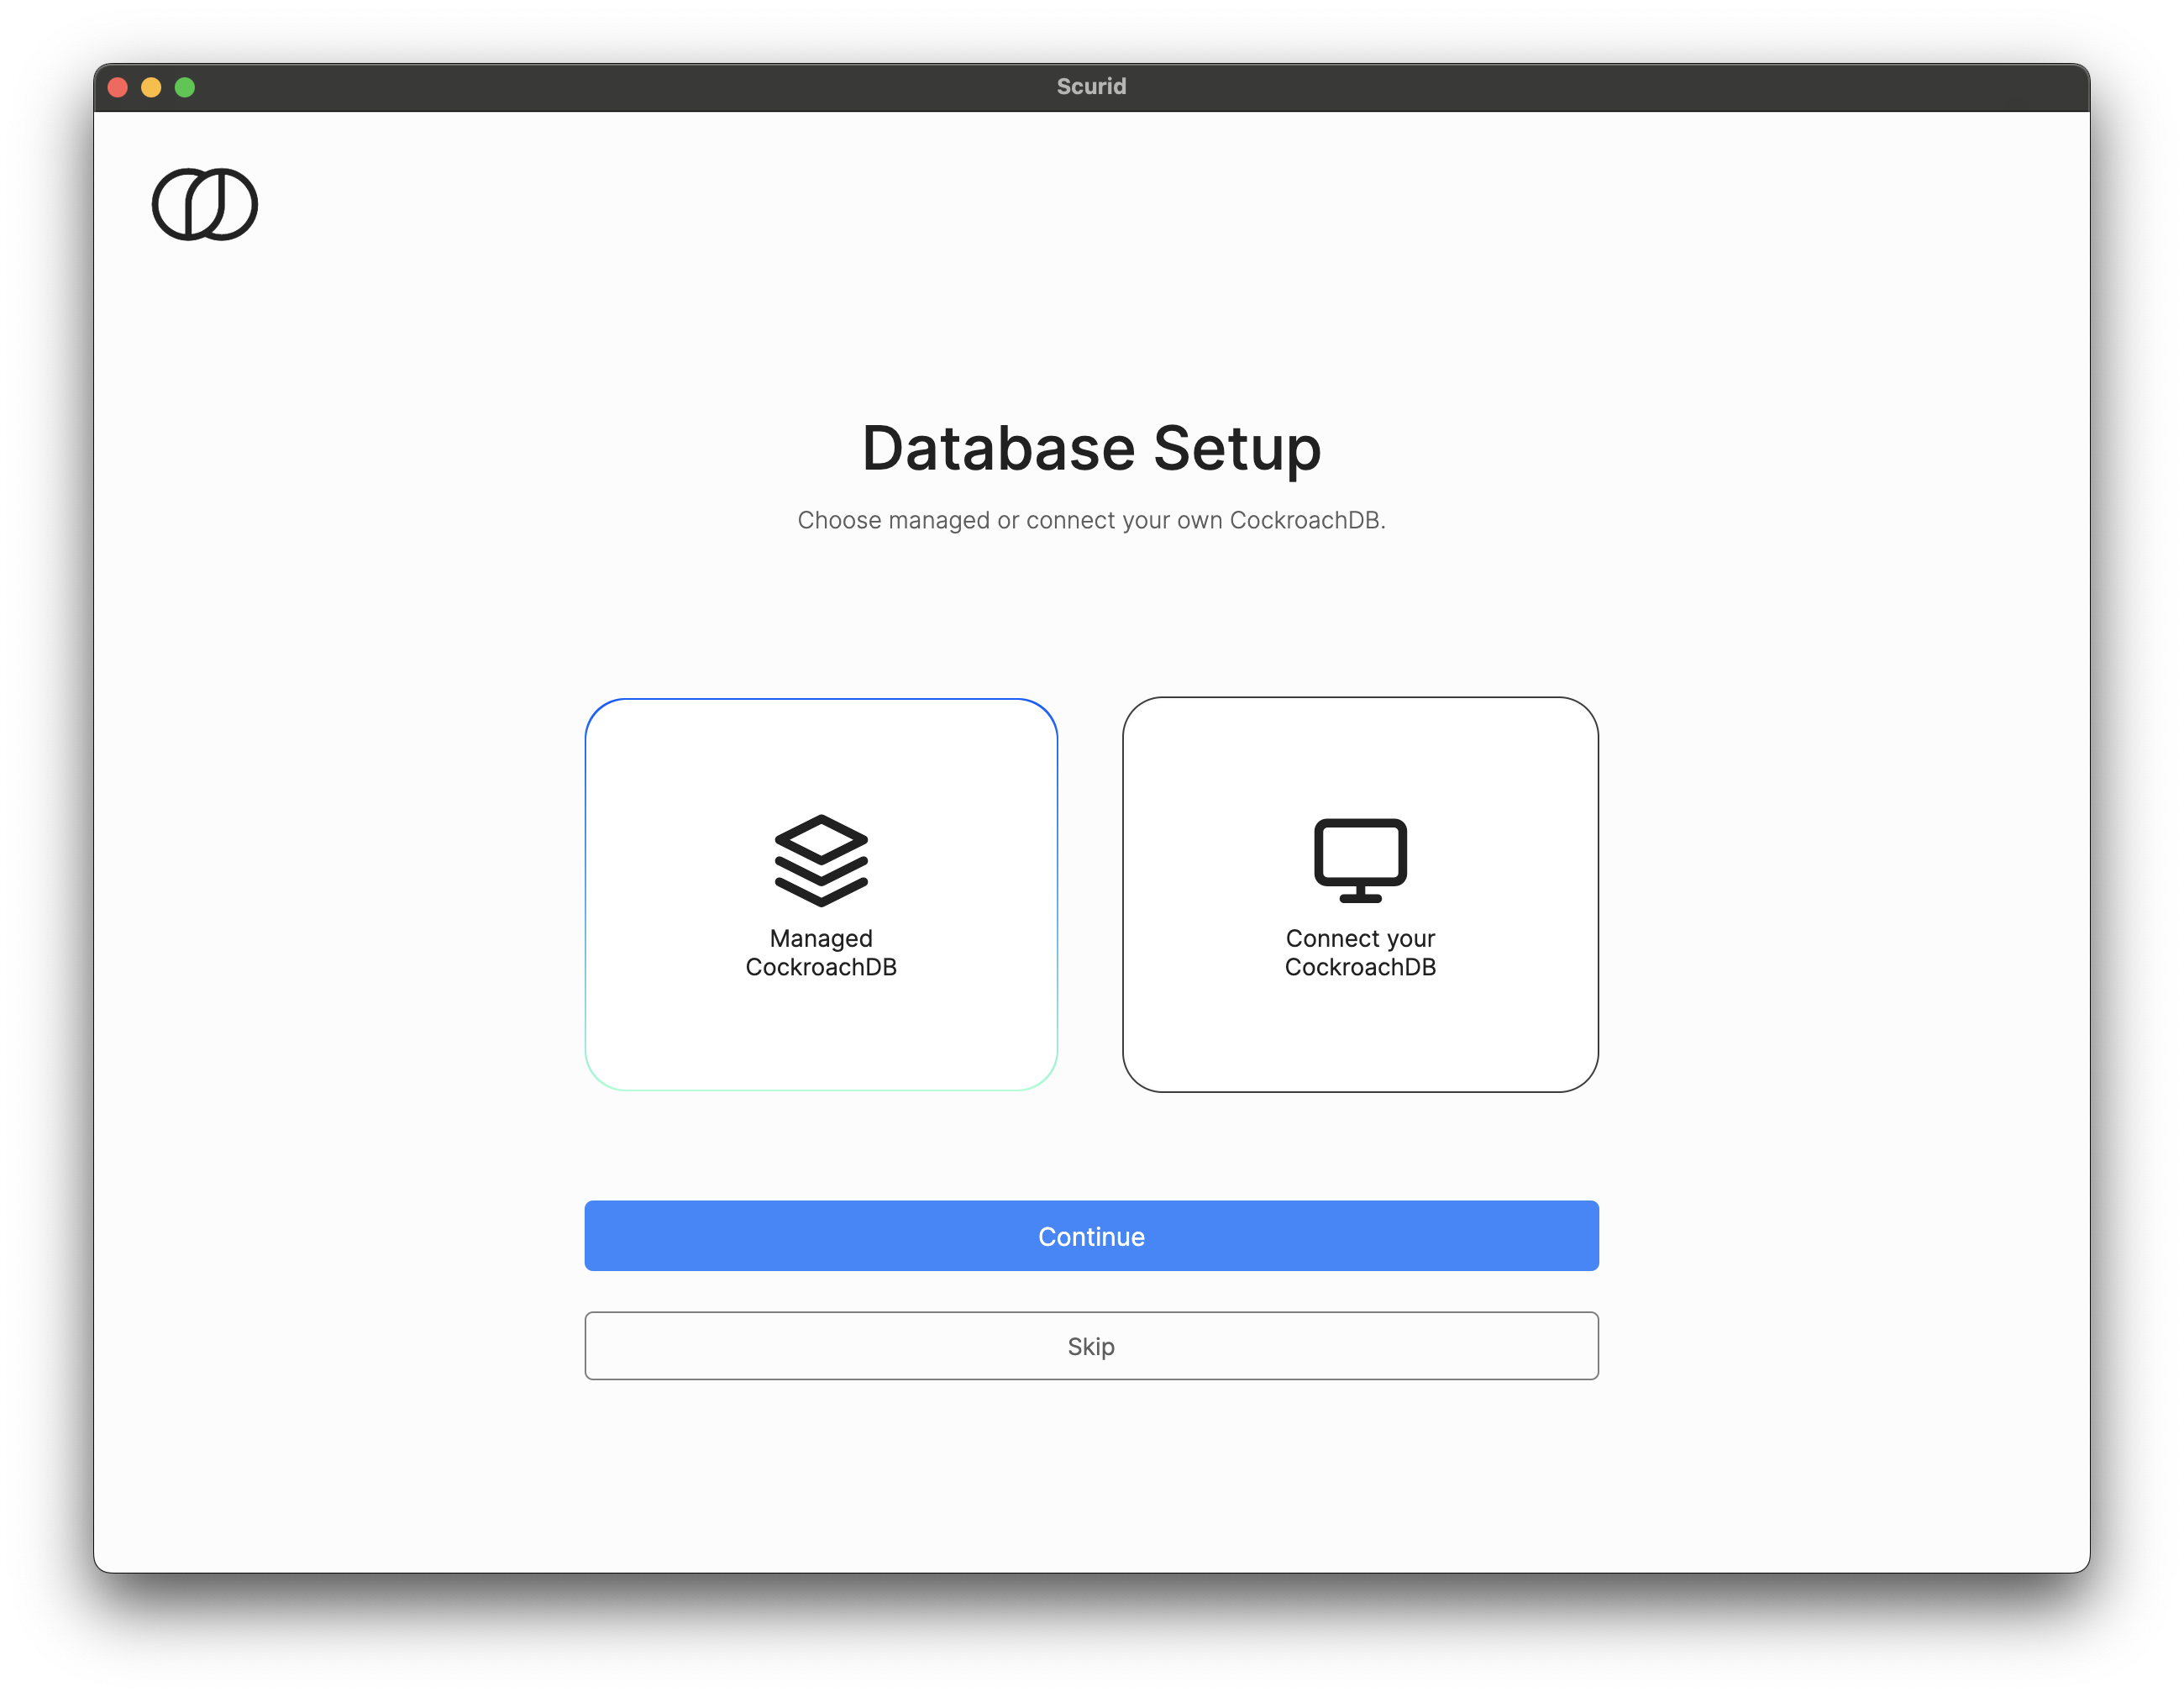 Scurid
Database Setup
Choose managed or connect your own CockroachDB.
Managed
CockroachDB
Connect your
CockroachDB
Continue
Skip